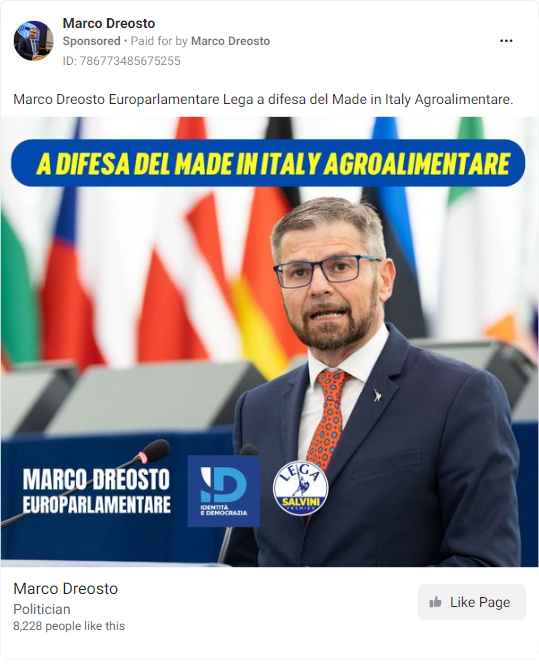 Marco Dreosto
Sponsored • Paid for by Marco Dreosto
ID: 786773485675255
Marco Dreosto Europarlamentare Lega a difesa del Made in Italy Agroalimentare.
A DIFESA DEL MADE IN ITALY AGROALIMENTARE
MARCO DREOSTO
EUROPARLAMENTARE
ID
IDENTITÀ
E DEMOCRAZIA
LEGA
SALVINI
PREMIER
Marco Dreosto
Politician
8,228 people like this
Like Page